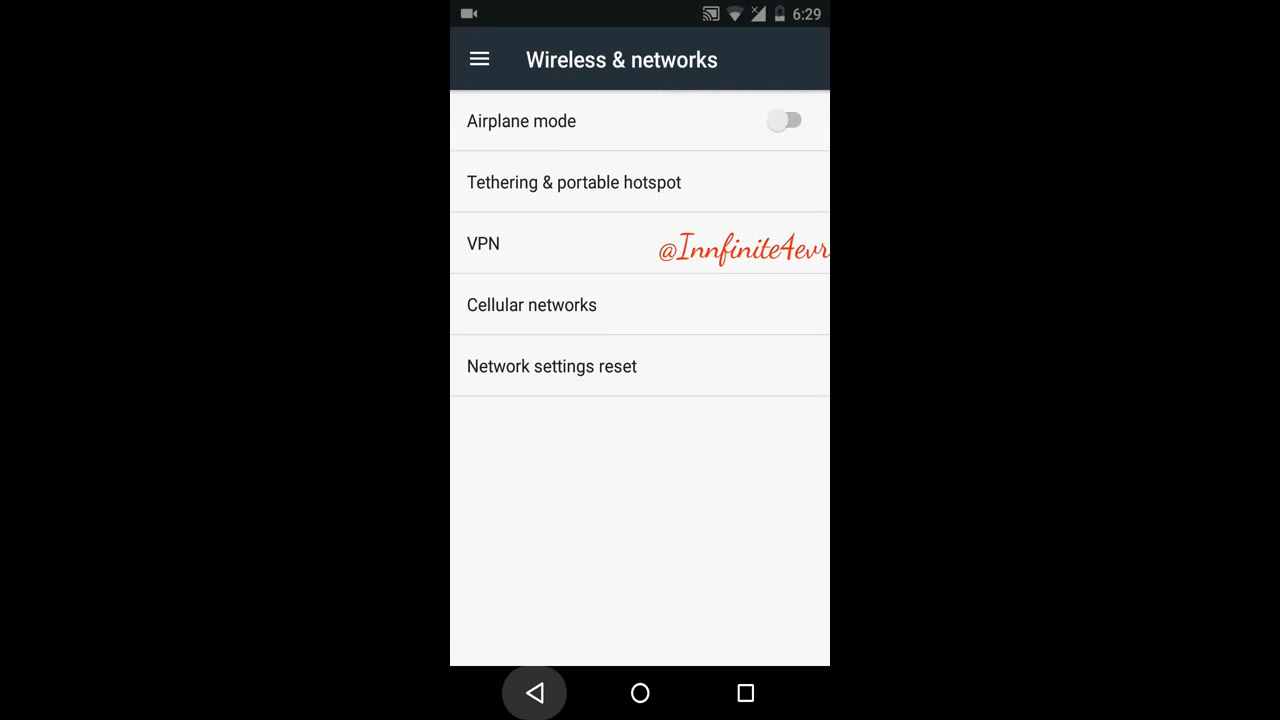 6:29
Wireless & networks
Airplane mode
Tethering & portable hotspot
VPN
@Innfinite4evr
Cellular networks
Network settings reset